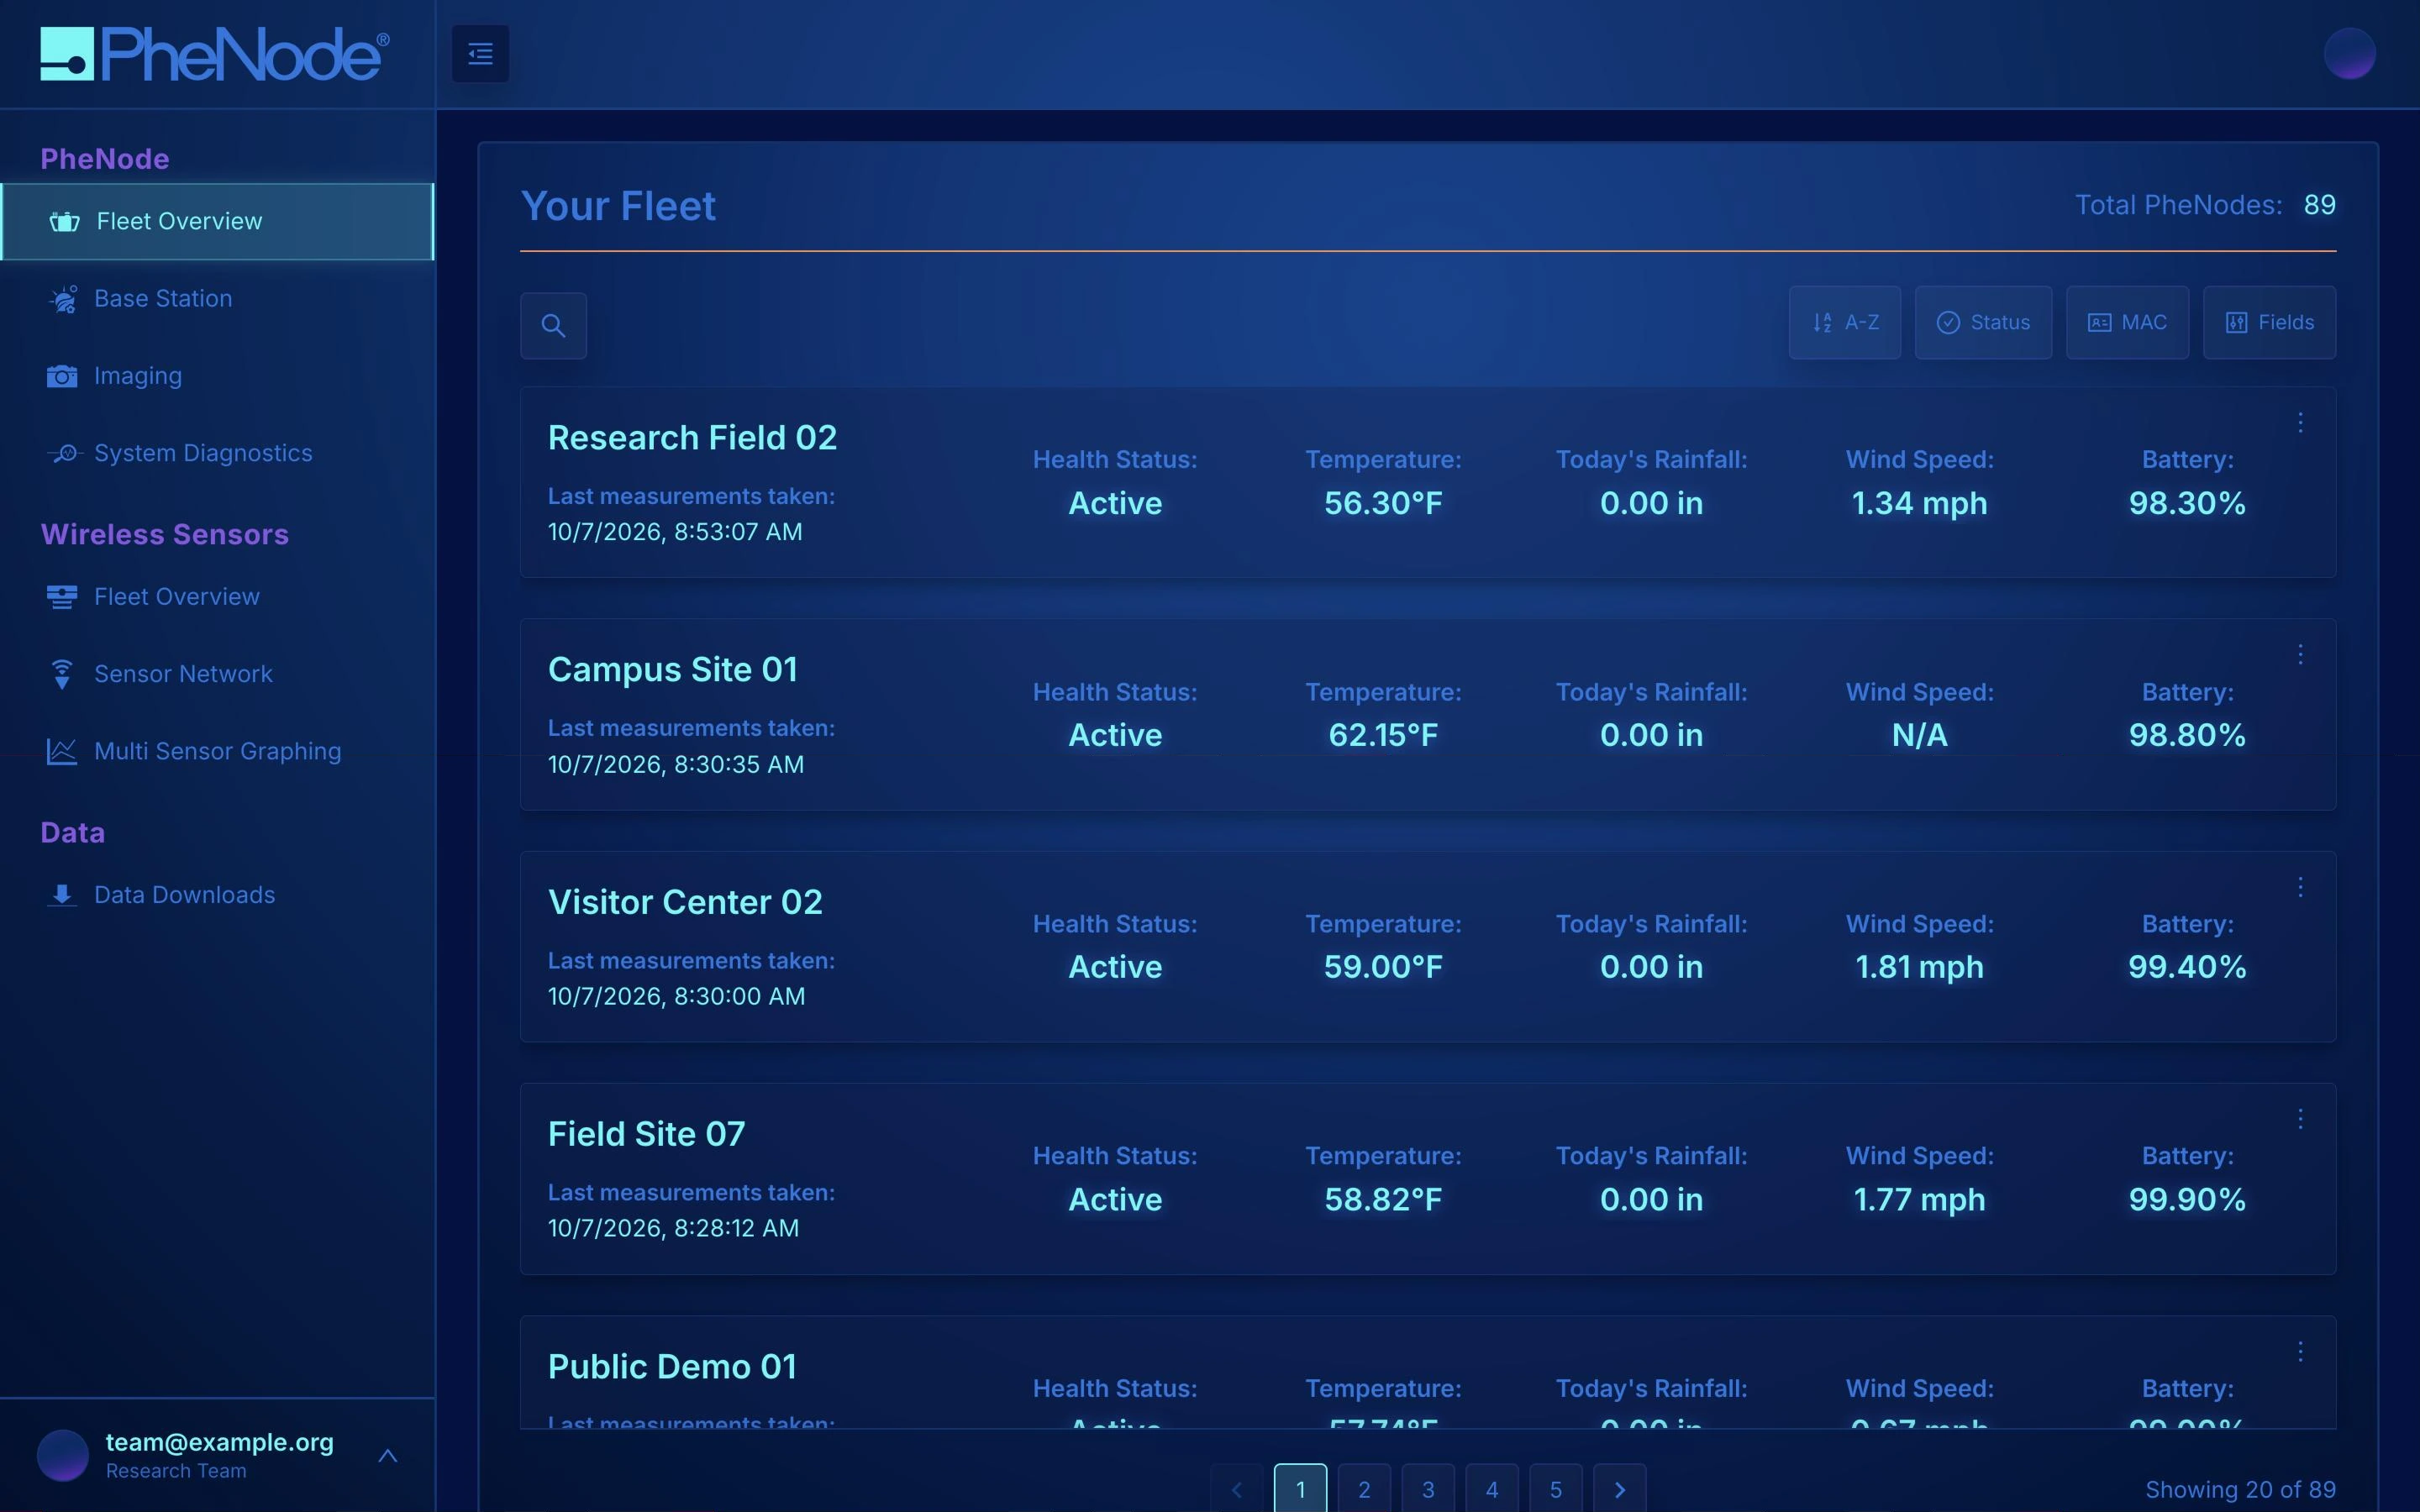 PheNode®
PheNode
Fleet Overview
Base Station
Imaging
System Diagnostics
Wireless Sensors
Fleet Overview
Sensor Network
Multi Sensor Graphing
Data
Data Downloads
team@example.org
Research Team
Your Fleet
Total PheNodes: 89
A-Z
Status
MAC
Fields
Research Field 02
Last measurements taken:
10/7/2026, 8:53:07 AM
Health Status:
Active
Temperature:
56.30°F
Today's Rainfall:
0.00 in
Wind Speed:
1.34 mph
Battery:
98.30%
Campus Site 01
Last measurements taken:
10/7/2026, 8:30:35 AM
Health Status:
Active
Temperature:
62.15°F
Today's Rainfall:
0.00 in
Wind Speed:
N/A
Battery:
98.80%
Visitor Center 02
Last measurements taken:
10/7/2026, 8:30:00 AM
Health Status:
Active
Temperature:
59.00°F
Today's Rainfall:
0.00 in
Wind Speed:
1.81 mph
Battery:
99.40%
Field Site 07
Last measurements taken:
10/7/2026, 8:28:12 AM
Health Status:
Active
Temperature:
58.82°F
Today's Rainfall:
0.00 in
Wind Speed:
1.77 mph
Battery:
99.90%
Public Demo 01
Last measurements taken:
Health Status:
Active
Temperature:
Today's Rainfall:
0.00 in
Wind Speed:
Battery:
1
2
3
4
5
Showing 20 of 89